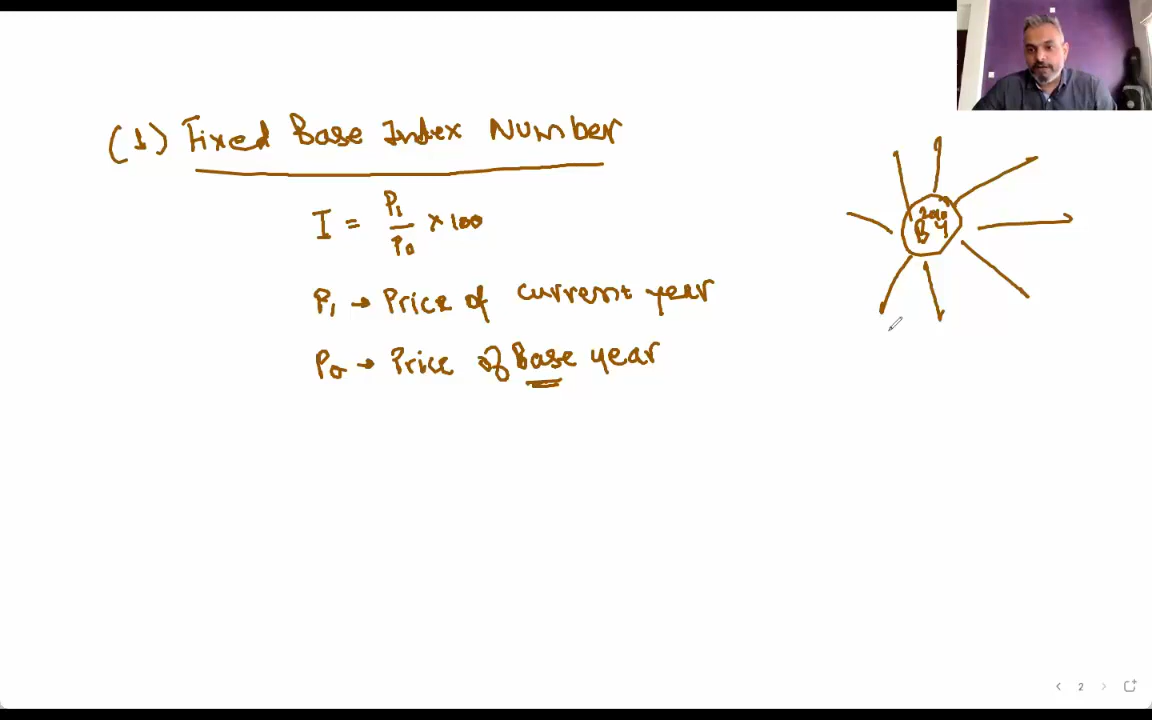 (1) Fixed Base Index Number
I = P₁/P₀ × 100
P₁ → Price of current year
P₀ → Price of Base year
2010
B Y
2